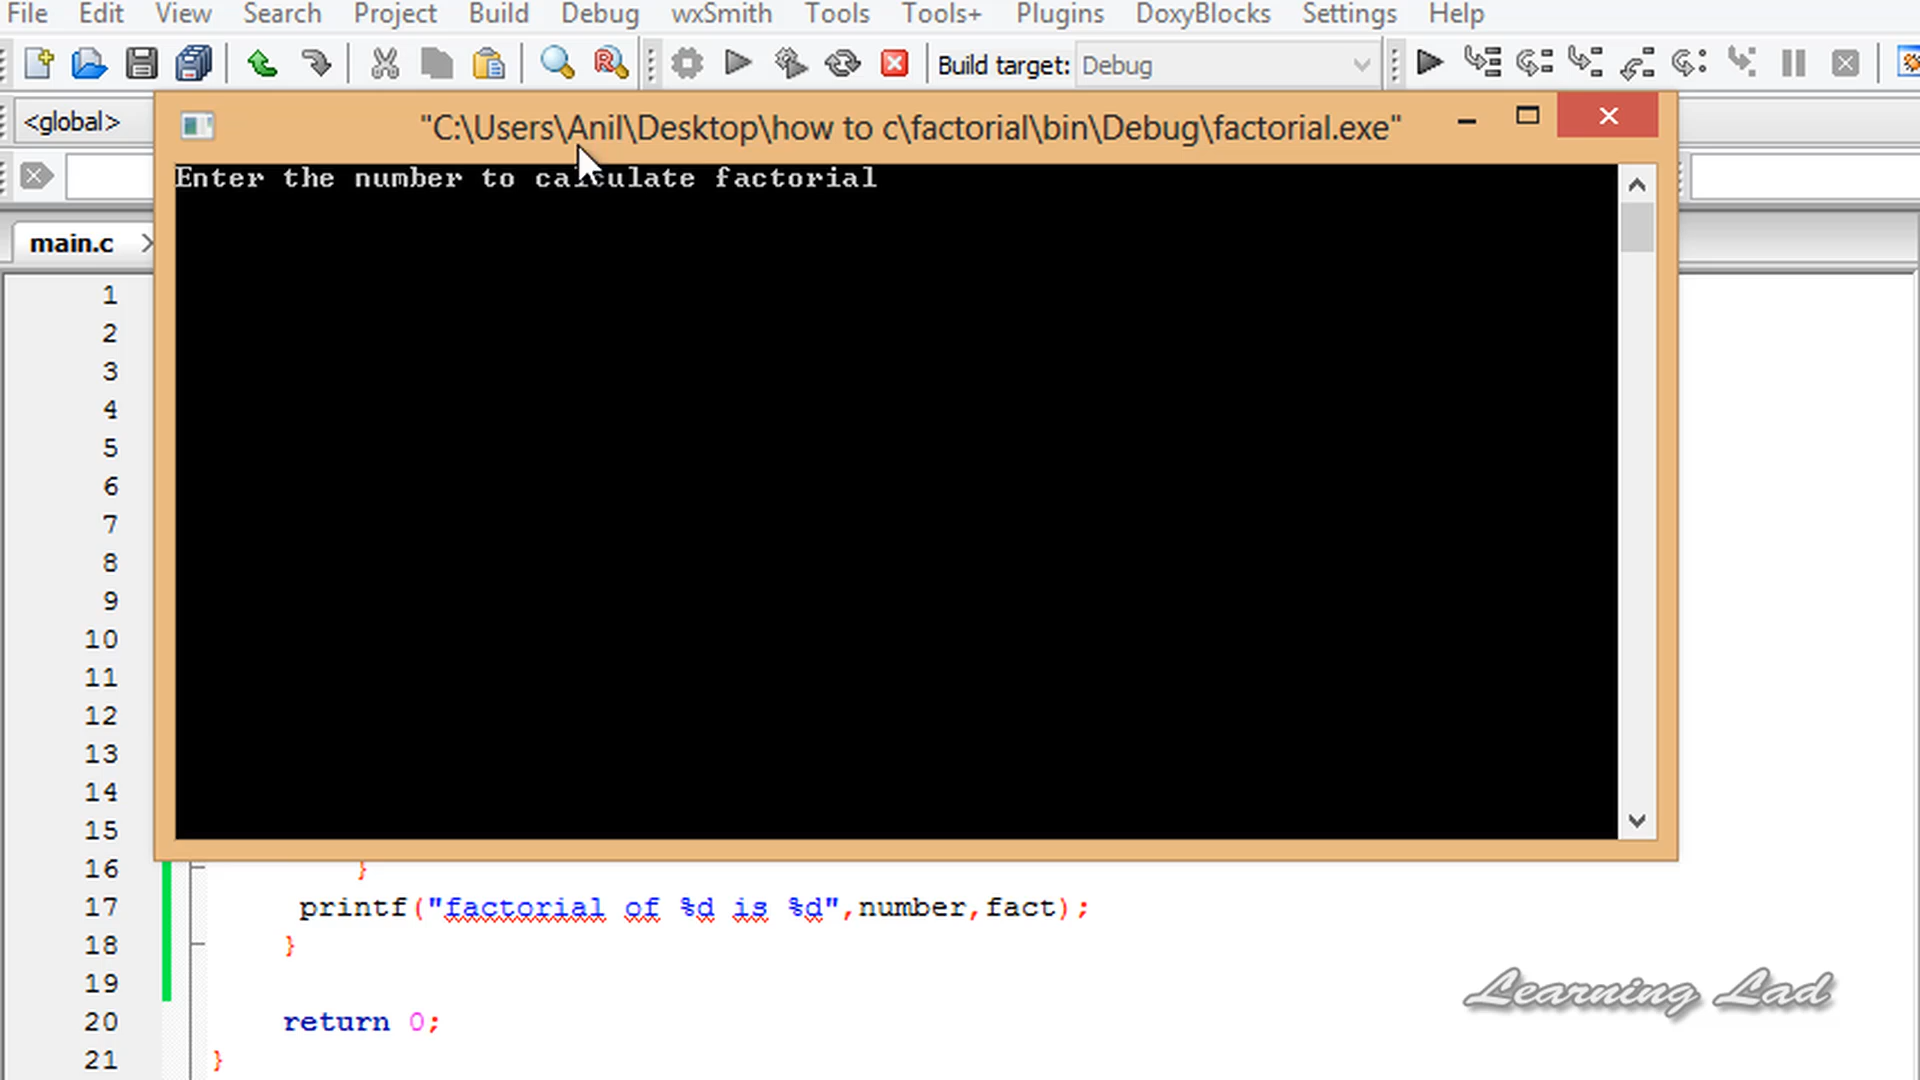 File Edit View Search Project Build Debug wxSmith Tools Tools+ Plugins DoxyBlocks Settings Help
Build target: Debug
<global>
"C:\Users\Anil\Desktop\how to c\factorial\bin\Debug\factorial.exe"
Enter the number to calculate factorial
main.c
1
2
3
4
5
6
7
8
9
10
11
12
13
14
15
16 }
17 printf("factorial of %d is %d",number,fact);
18 }
19
20 return 0;
21 }
Learning Lad